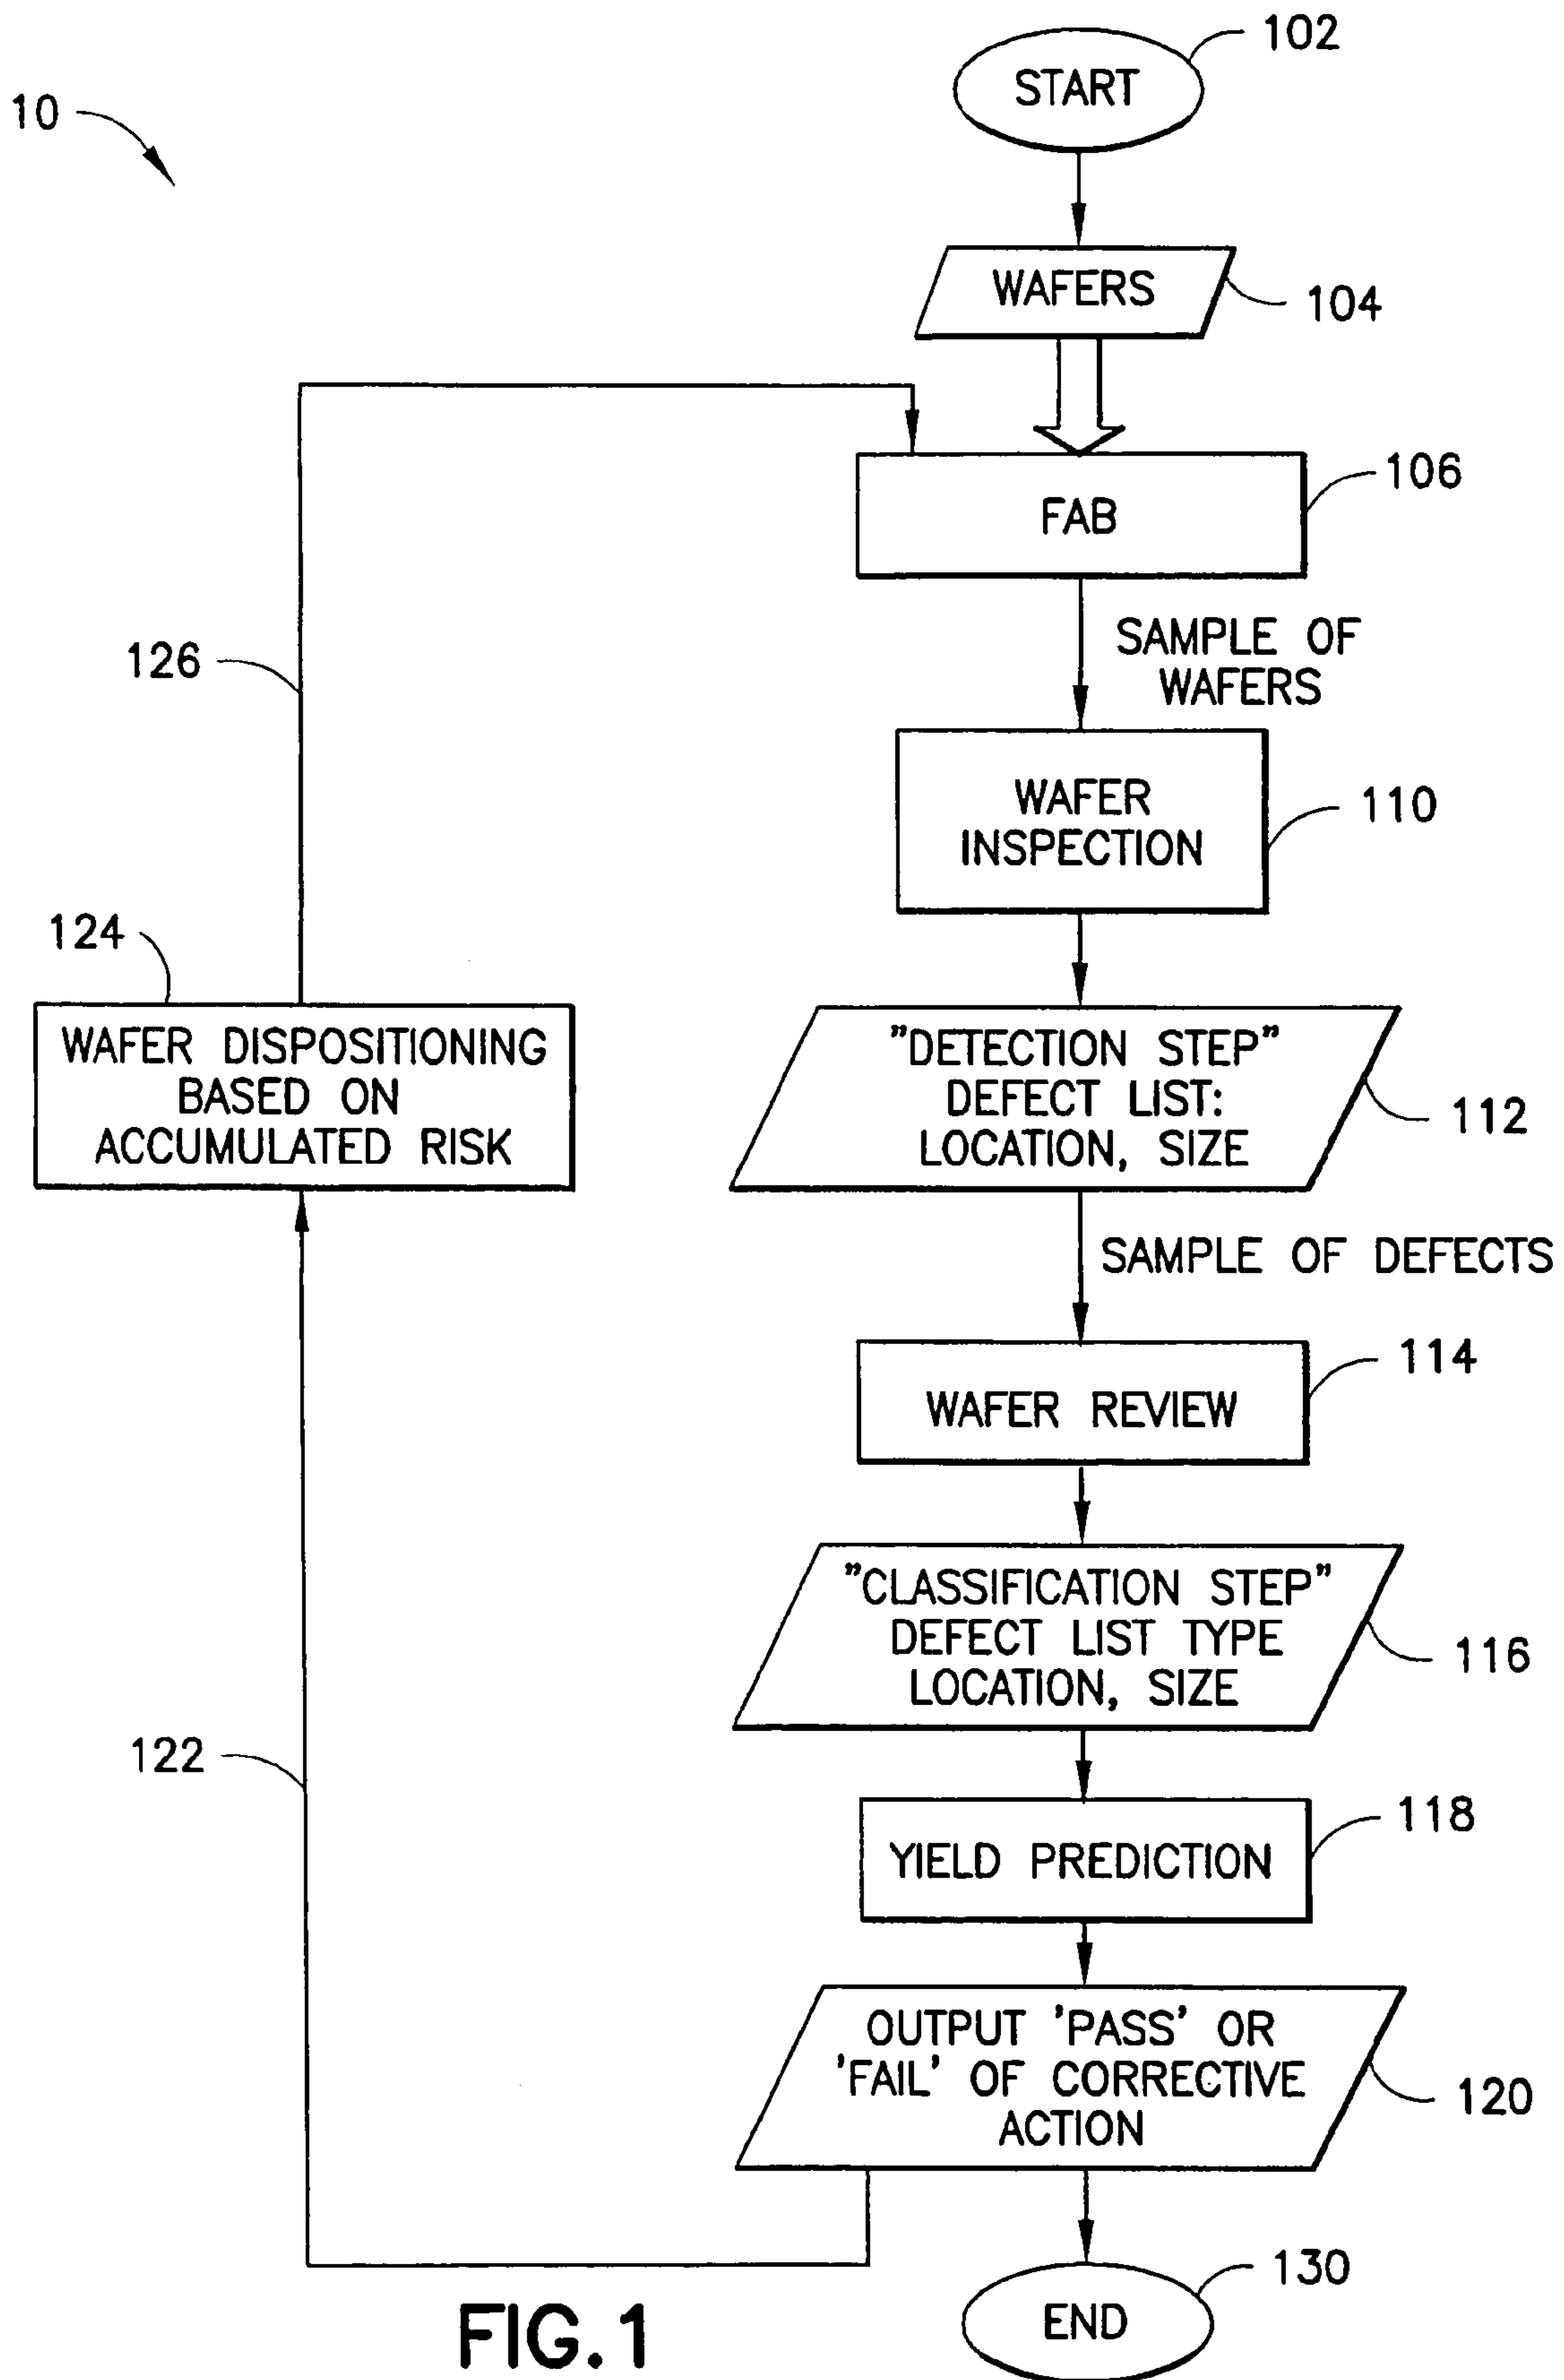 102
START
10
WAFERS
104
106
FAB
SAMPLE OF
WAFERS
126
WAFER
INSPECTION
110
124
WAFER DISPOSITIONING
BASED ON
ACCUMULATED RISK
"DETECTION STEP"
DEFECT LIST:
LOCATION, SIZE
112
SAMPLE OF DEFECTS
114
WAFER REVIEW
"CLASSIFICATION STEP"
DEFECT LIST TYPE
LOCATION, SIZE
116
122
118
YIELD PREDICTION
OUTPUT 'PASS' OR
'FAIL' OF CORRECTIVE
ACTION
120
130
END
FIG.1